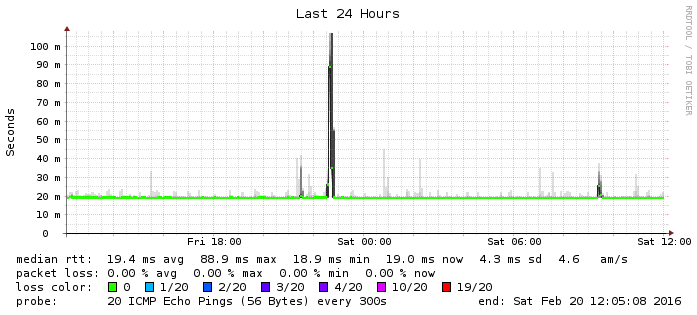 Last 24 Hours
RRDTOOL / TOBI OETIKER
Seconds
100 m
90 m
80 m
70 m
60 m
50 m
40 m
30 m
20 m
10 m
0
Fri 18:00 Sat 00:00 Sat 06:00 Sat 12:00
median rtt: 19.4 ms avg 88.9 ms max 18.9 ms min 19.0 ms now 4.3 ms sd 4.6 am/s
packet loss: 0.00 % avg 0.00 % max 0.00 % min 0.00 % now
loss color: 0 1/20 2/20 3/20 4/20 10/20 19/20
probe: 20 ICMP Echo Pings (56 Bytes) every 300s end: Sat Feb 20 12:05:08 2016